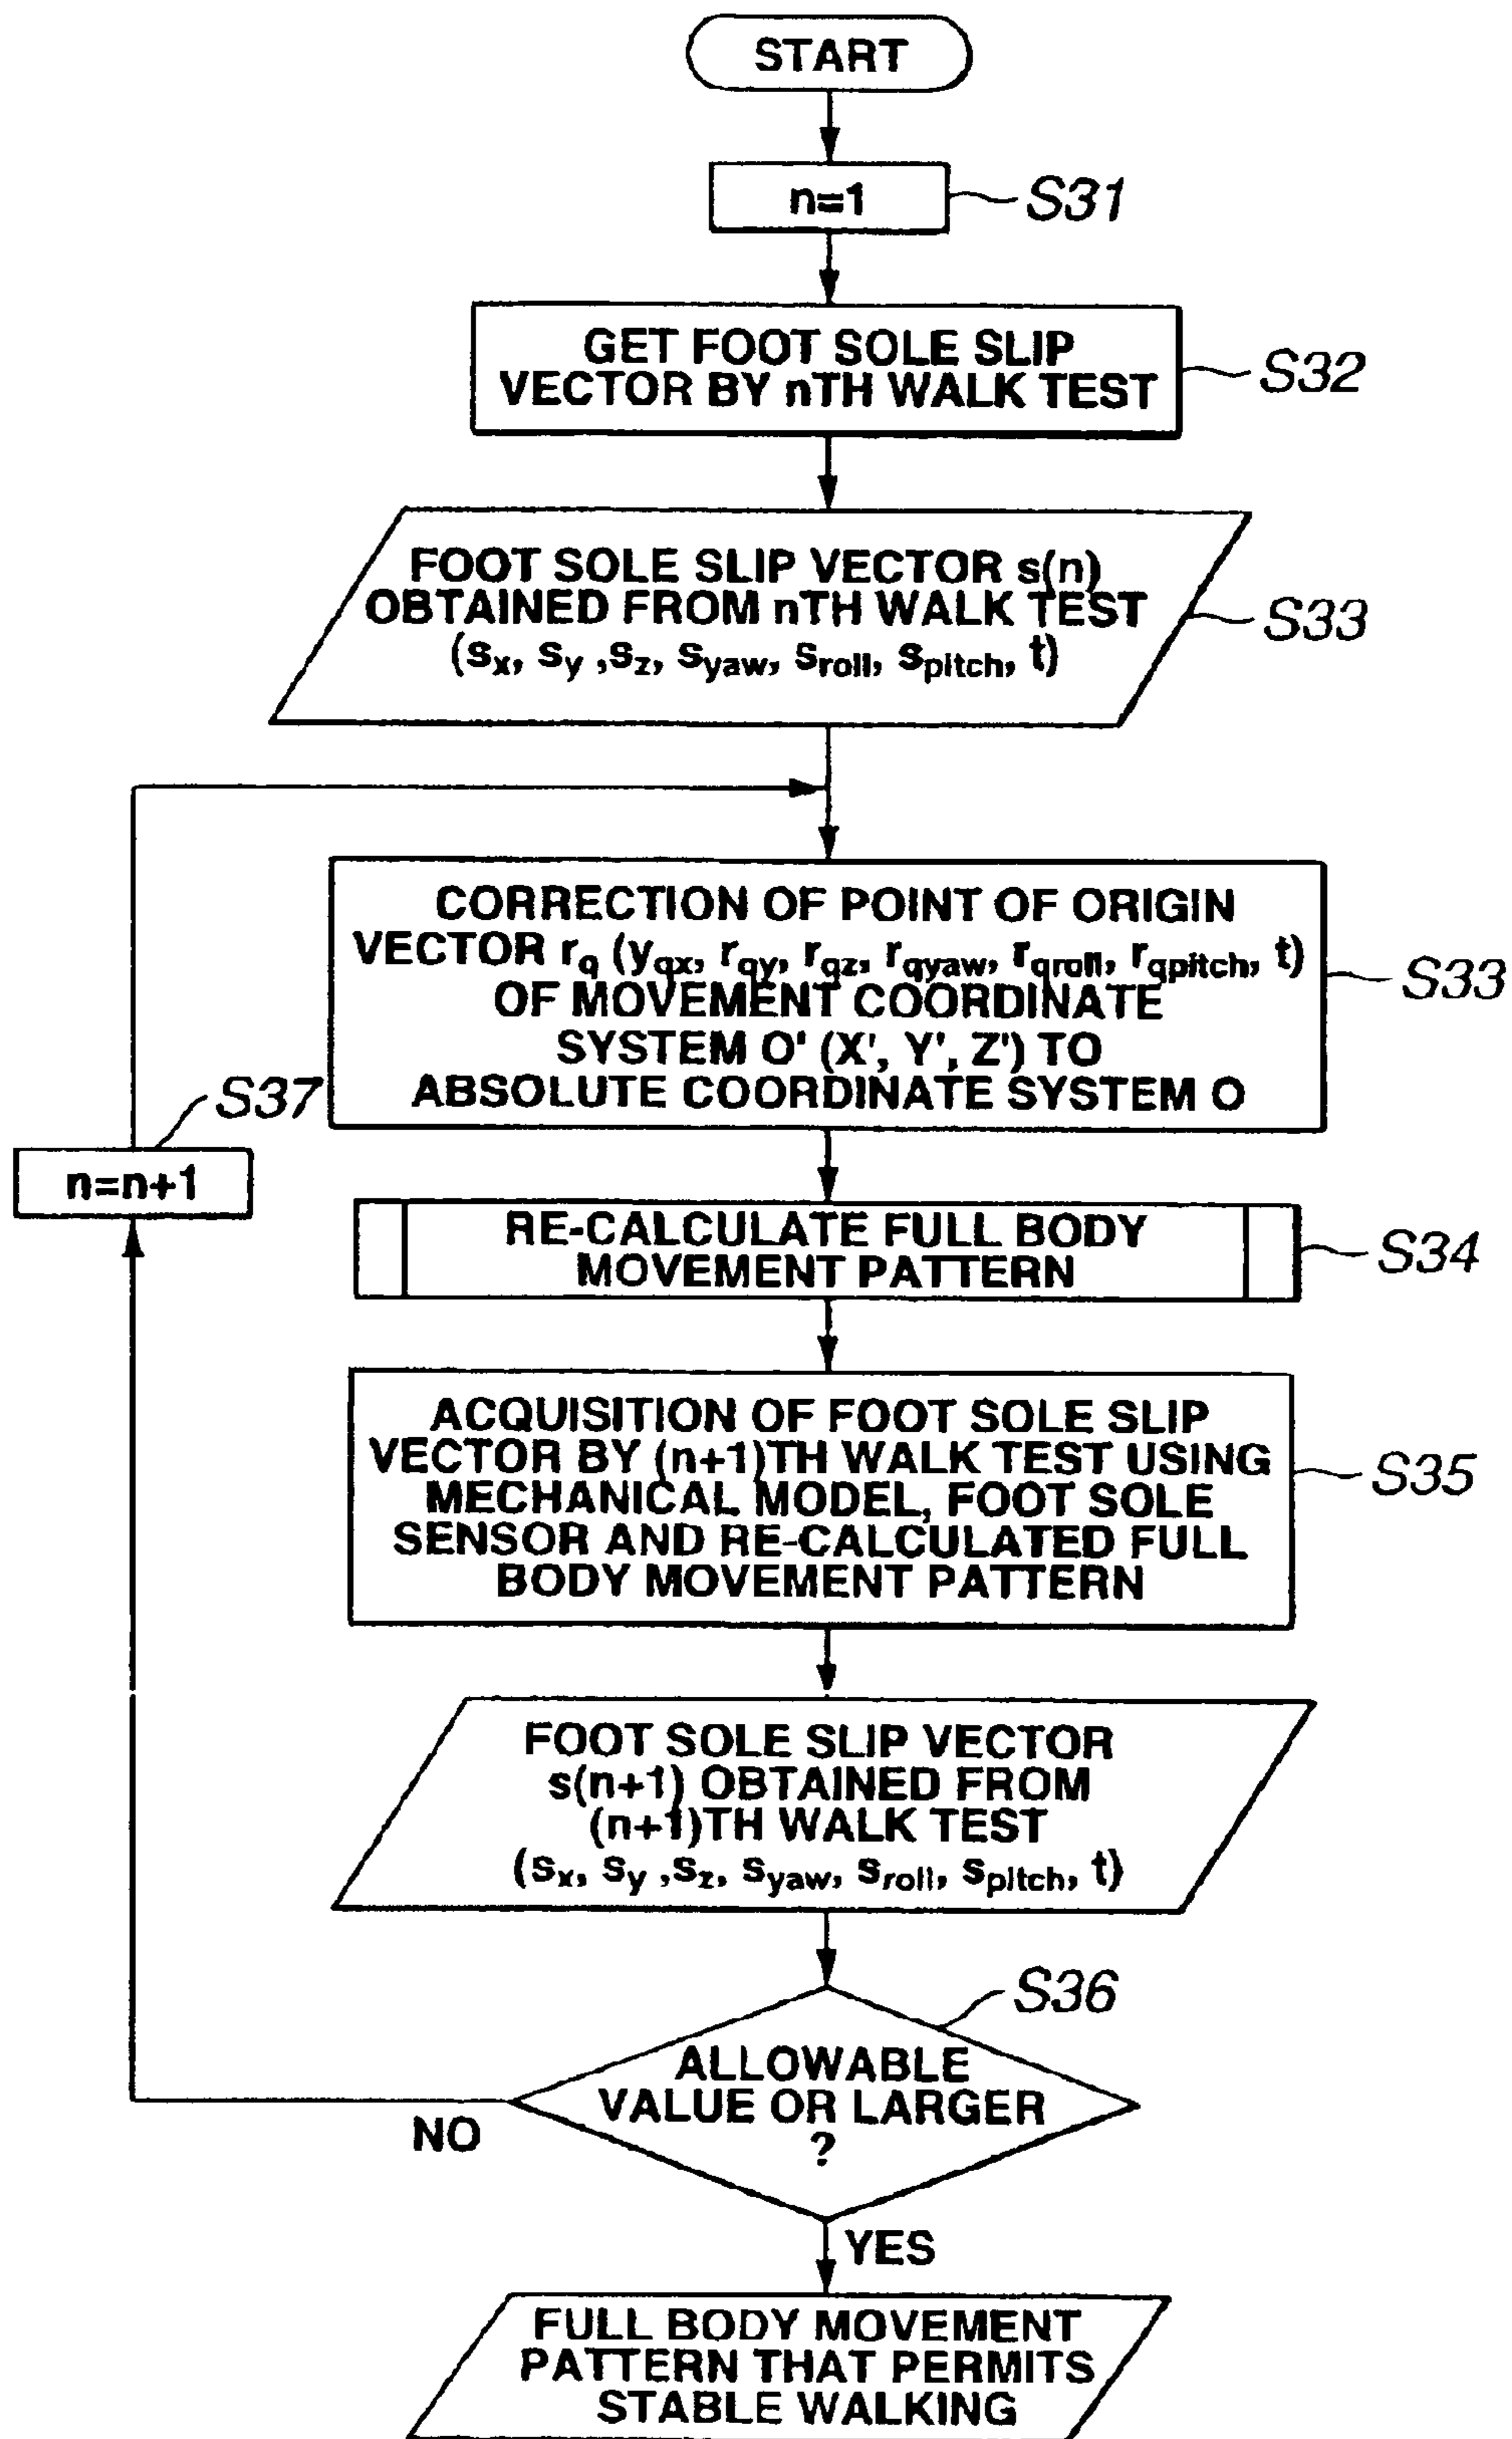 START
n=1
S31
GET FOOT SOLE SLIP
VECTOR BY nTH WALK TEST
S32
FOOT SOLE SLIP VECTOR s(n)
OBTAINED FROM nTH WALK TEST
(sx, sy ,sz, syaw, sroll, spitch, t)
S33
CORRECTION OF POINT OF ORIGIN
VECTOR rq (yqx, rqy, rqz, rqyaw, rqroll, rqpitch, t)
OF MOVEMENT COORDINATE
SYSTEM O' (X', Y', Z') TO
ABSOLUTE COORDINATE SYSTEM O
S33
S37
n=n+1
RE-CALCULATE FULL BODY
MOVEMENT PATTERN
S34
ACQUISITION OF FOOT SOLE SLIP
VECTOR BY (n+1)TH WALK TEST USING
MECHANICAL MODEL, FOOT SOLE
SENSOR AND RE-CALCULATED FULL
BODY MOVEMENT PATTERN
S35
FOOT SOLE SLIP VECTOR
s(n+1) OBTAINED FROM
(n+1)TH WALK TEST
(sx, sy ,sz, syaw, sroll, spitch, t)
S36
ALLOWABLE
VALUE OR LARGER
?
NO
YES
FULL BODY MOVEMENT
PATTERN THAT PERMITS
STABLE WALKING